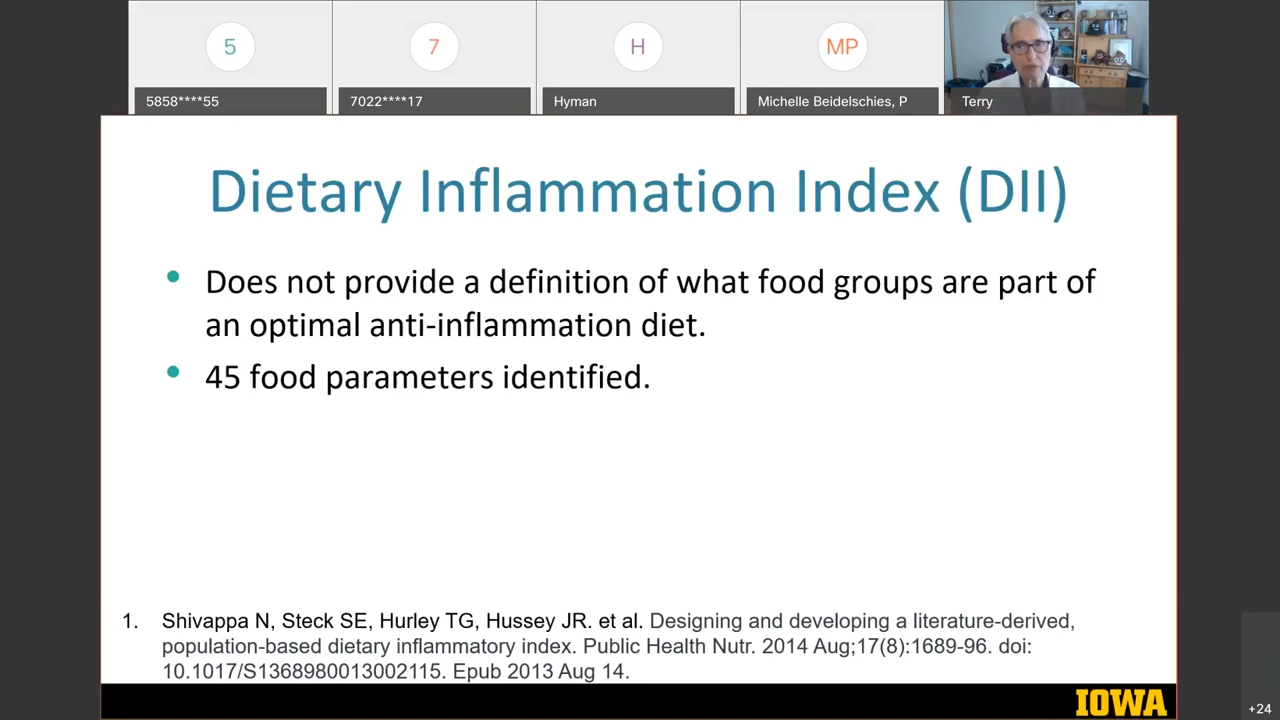 5
7
H
MP
5858****55
7022****17
Hyman
Michelle Beidelschies, P
Terry
Dietary Inflammation Index (DII)
• Does not provide a definition of what food groups are part of
an optimal anti-inflammation diet.
• 45 food parameters identified.
1. Shivappa N, Steck SE, Hurley TG, Hussey JR. et al. Designing and developing a literature-derived,
population-based dietary inflammatory index. Public Health Nutr. 2014 Aug;17(8):1689-96. doi:
10.1017/S1368980013002115. Epub 2013 Aug 14.
IOWA
+24